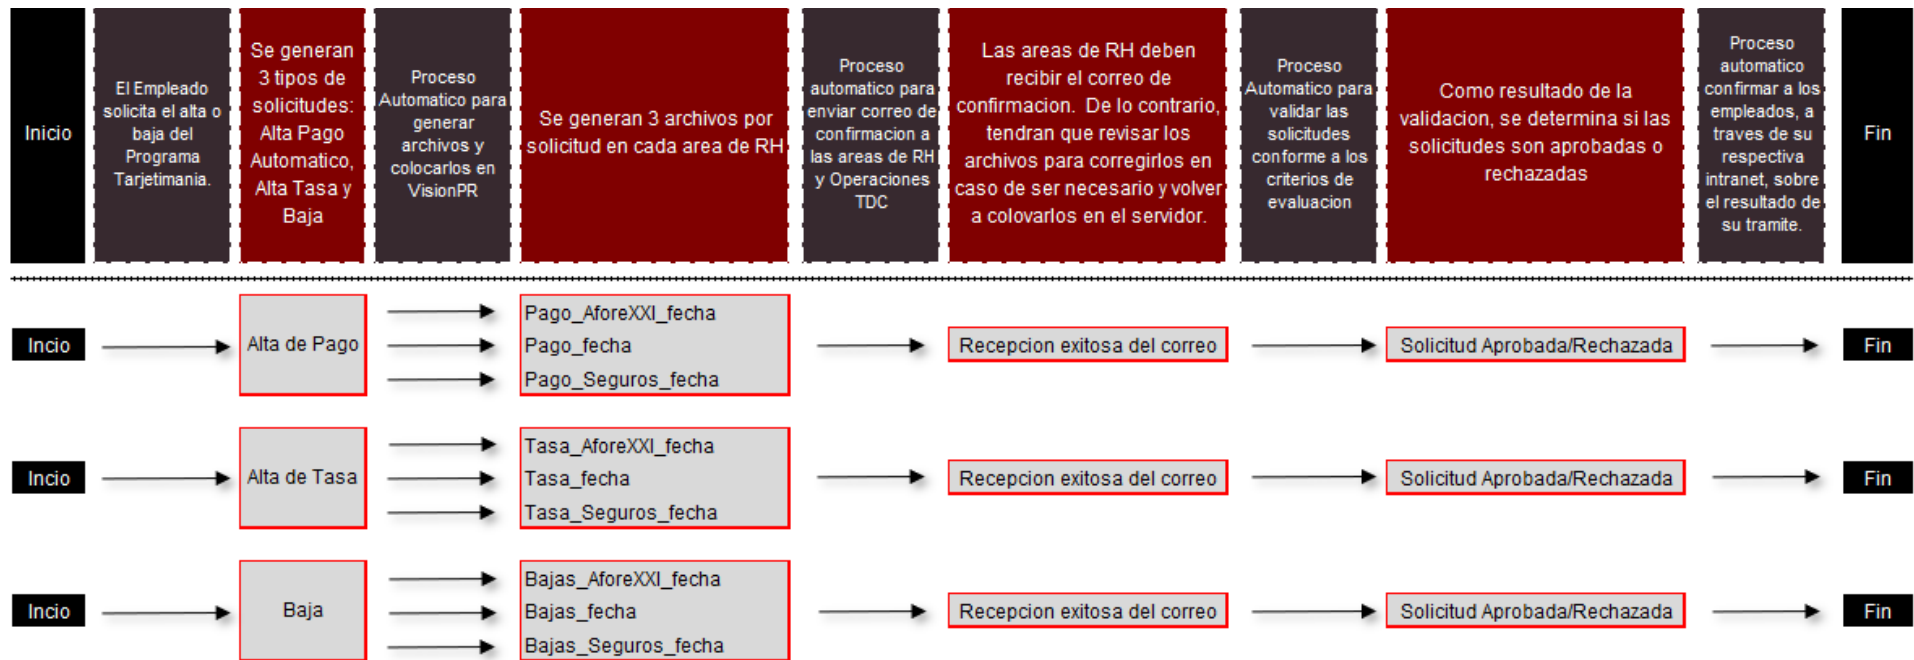 Inicio
El Empleado
solicita el alta o
baja del
Programa
Tarjetimania.
Se generan
3 tipos de
solicitudes:
Alta Pago
Automatico,
Alta Tasa y
Baja
Proceso
Automatico para
generar
archivos y
colocarlos en
VisionPR
Se generan 3 archivos por
solicitud en cada area de RH
Proceso
automatico para
enviar correo de
confirmacion a
las areas de RH
y Operaciones
TDC
Las areas de RH deben
recibir el correo de
confirmacion. De lo contrario,
tendran que revisar los
archivos para corregirlos en
caso de ser necesario y volver
a colovarlos en el servidor.
Proceso
Automatico para
validar las
solicitudes
conforme a los
criterios de
evaluacion
Como resultado de la
validacion, se determina si las
solicitudes son aprobadas o
rechazadas
Proceso
automatico
confirmar a los
empleados, a
traves de su
respectiva
intranet, sobre
el resultado de
su tramite.
Fin
Incio
Alta de Pago
Pago_AforeXXI_fecha
Pago_fecha
Pago_Seguros_fecha
Recepcion exitosa del correo
Solicitud Aprobada/Rechazada
Fin
Incio
Alta de Tasa
Tasa_AforeXXI_fecha
Tasa_fecha
Tasa_Seguros_fecha
Recepcion exitosa del correo
Solicitud Aprobada/Rechazada
Fin
Incio
Baja
Bajas_AforeXXI_fecha
Bajas_fecha
Bajas_Seguros_fecha
Recepcion exitosa del correo
Solicitud Aprobada/Rechazada
Fin